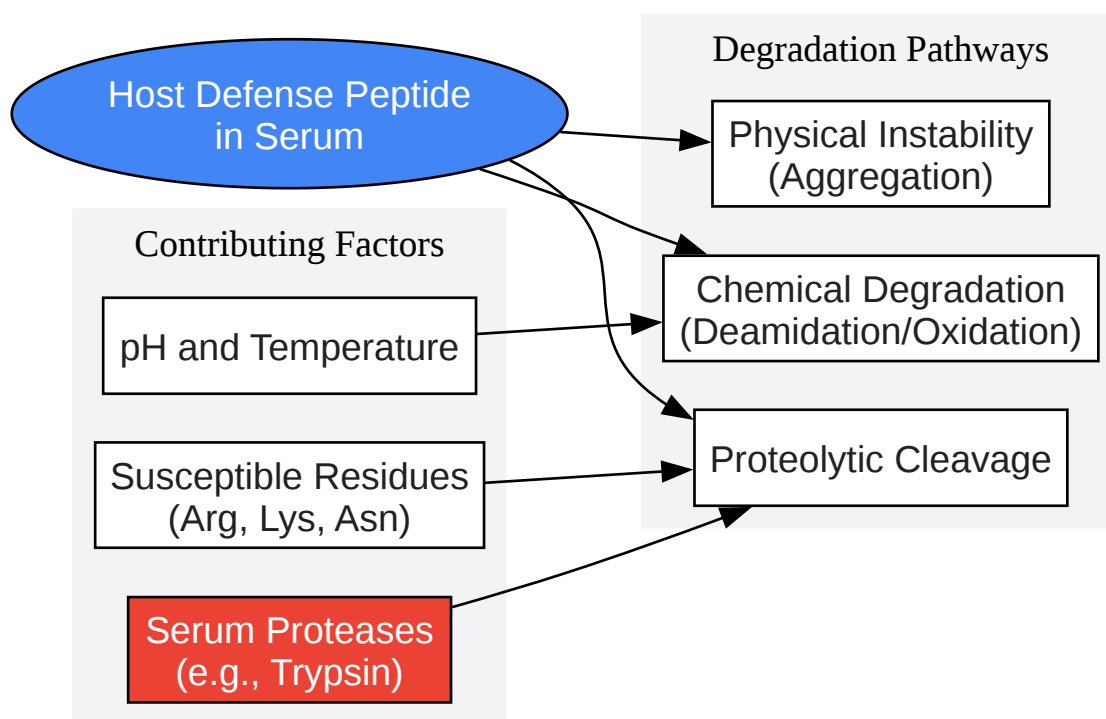 Host Defense Peptide
in Serum
Degradation Pathways
Physical Instability
(Aggregation)
Chemical Degradation
(Deamidation/Oxidation)
Proteolytic Cleavage
Contributing Factors
pH and Temperature
Susceptible Residues
(Arg, Lys, Asn)
Serum Proteases
(e.g., Trypsin)